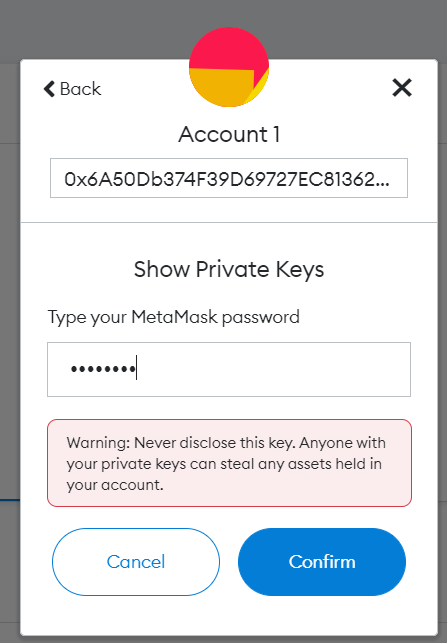 Back
Account 1
0x6A50Db374F39D69727EC81362...
Show Private Keys
Type your MetaMask password
••••••••
Warning: Never disclose this key. Anyone with
your private keys can steal any assets held in
your account.
Cancel
Confirm